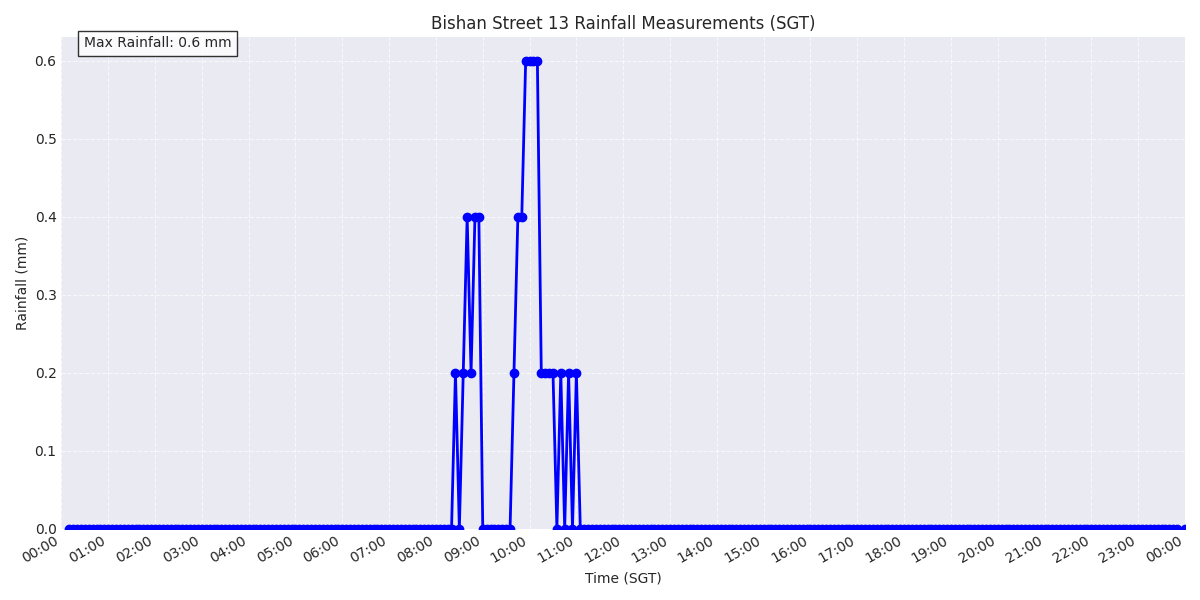 Bishan Street 13 Rainfall Measurements (SGT)
Max Rainfall: 0.6 mm
Rainfall (mm)
0.6
0.5
0.4
0.3
0.2
0.1
0.0
00:00 01:00 02:00 03:00 04:00 05:00 06:00 07:00 08:00 09:00 10:00 11:00 12:00 13:00 14:00 15:00 16:00 17:00 18:00 19:00 20:00 21:00 22:00 23:00 00:00
Time (SGT)